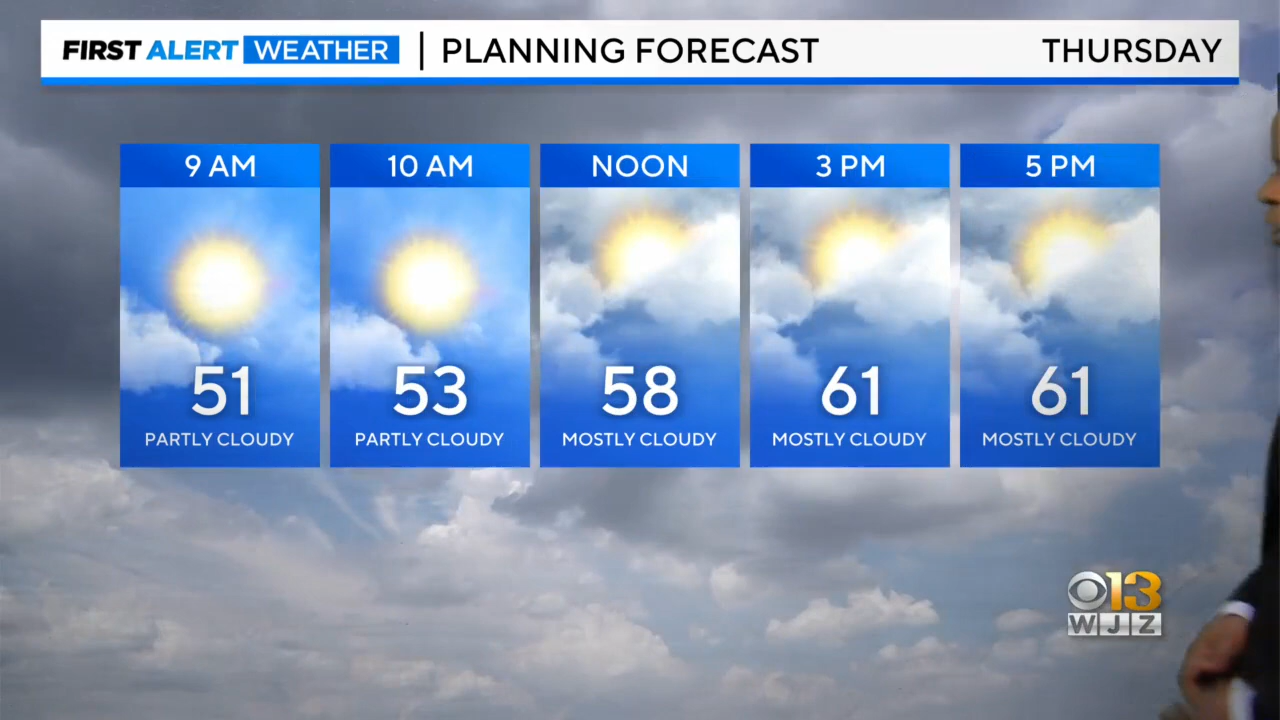 FIRST ALERT WEATHER | PLANNING FORECAST THURSDAY
9 AM 10 AM NOON 3 PM 5 PM
51 53 58 61 61
PARTLY CLOUDY PARTLY CLOUDY MOSTLY CLOUDY MOSTLY CLOUDY MOSTLY CLOUDY
13
WJZ